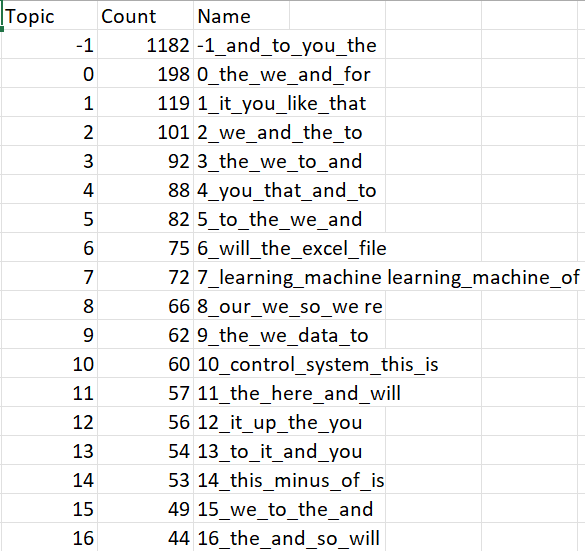 Topic Count Name
-1 1182 -1_and_to_you_the
0 198 0_the_we_and_for
1 119 1_it_you_like_that
2 101 2_we_and_the_to
3 92 3_the_we_to_and
4 88 4_you_that_and_to
5 82 5_to_the_we_and
6 75 6_will_the_excel_file
7 72 7_learning_machine learning_machine_of
8 66 8_our_we_so_we re
9 62 9_the_we_data_to
10 60 10_control_system_this_is
11 57 11_the_here_and_will
12 56 12_it_up_the_you
13 54 13_to_it_and_you
14 53 14_this_minus_of_is
15 49 15_we_to_the_and
16 44 16_the_and_so_will